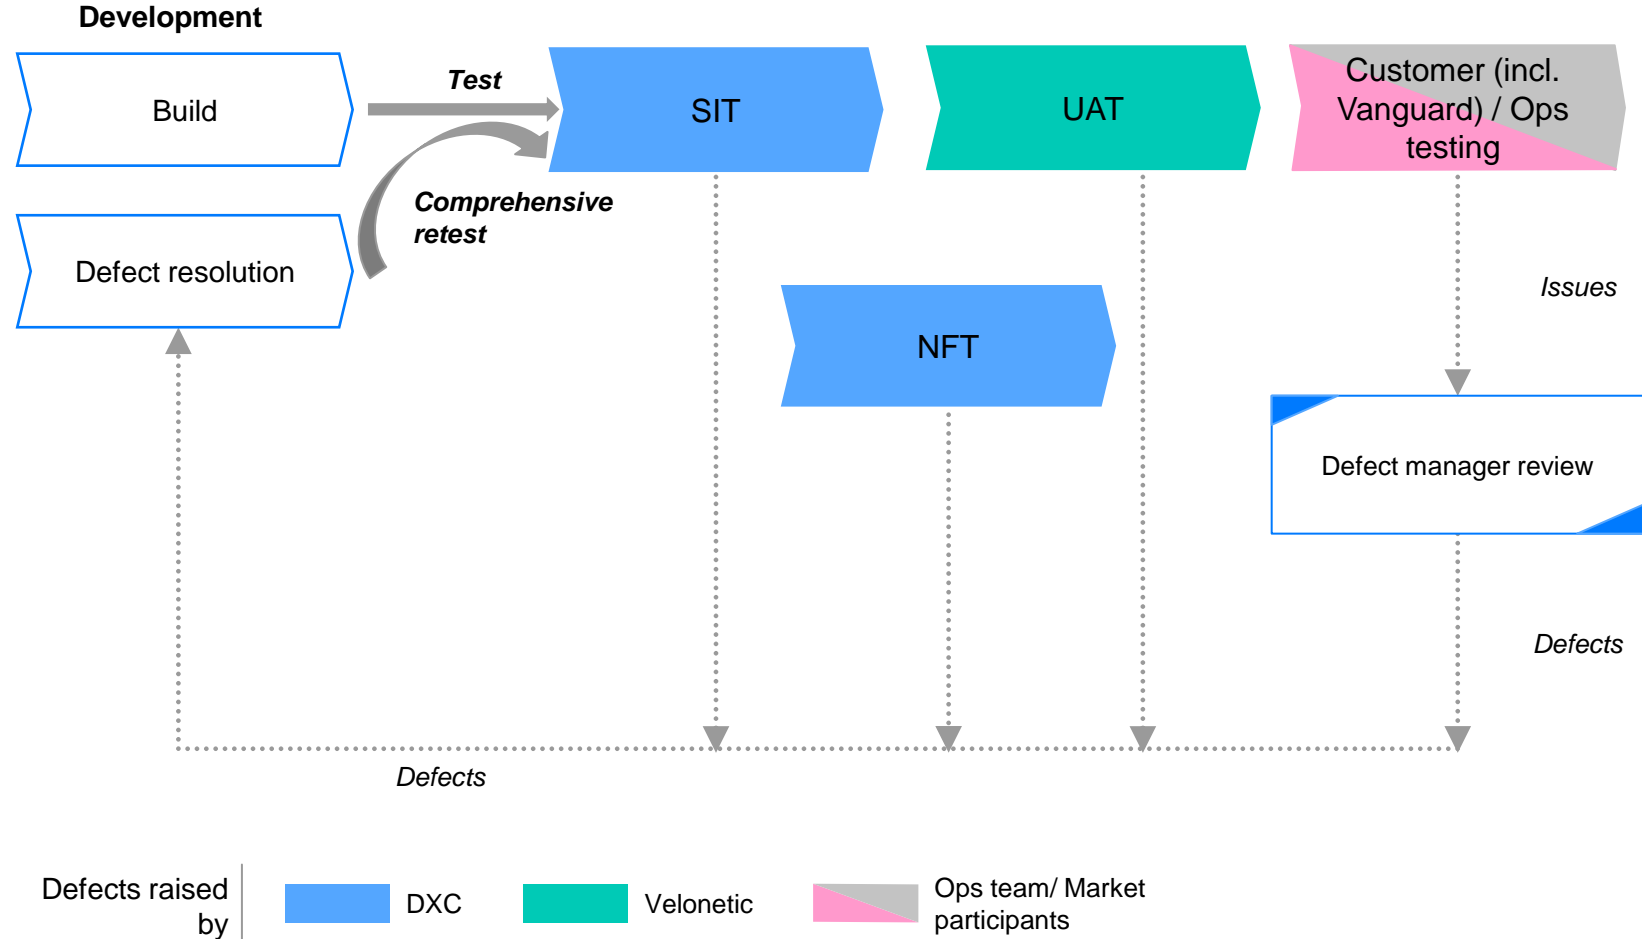 Development
Build
Test
SIT
UAT
Customer (incl.
Vanguard) / Ops
testing
Comprehensive
retest
Defect resolution
Issues
NFT
Defect manager review
Defects
Defects
Defects raised
by
DXC
Velonetic
Ops team/ Market
participants